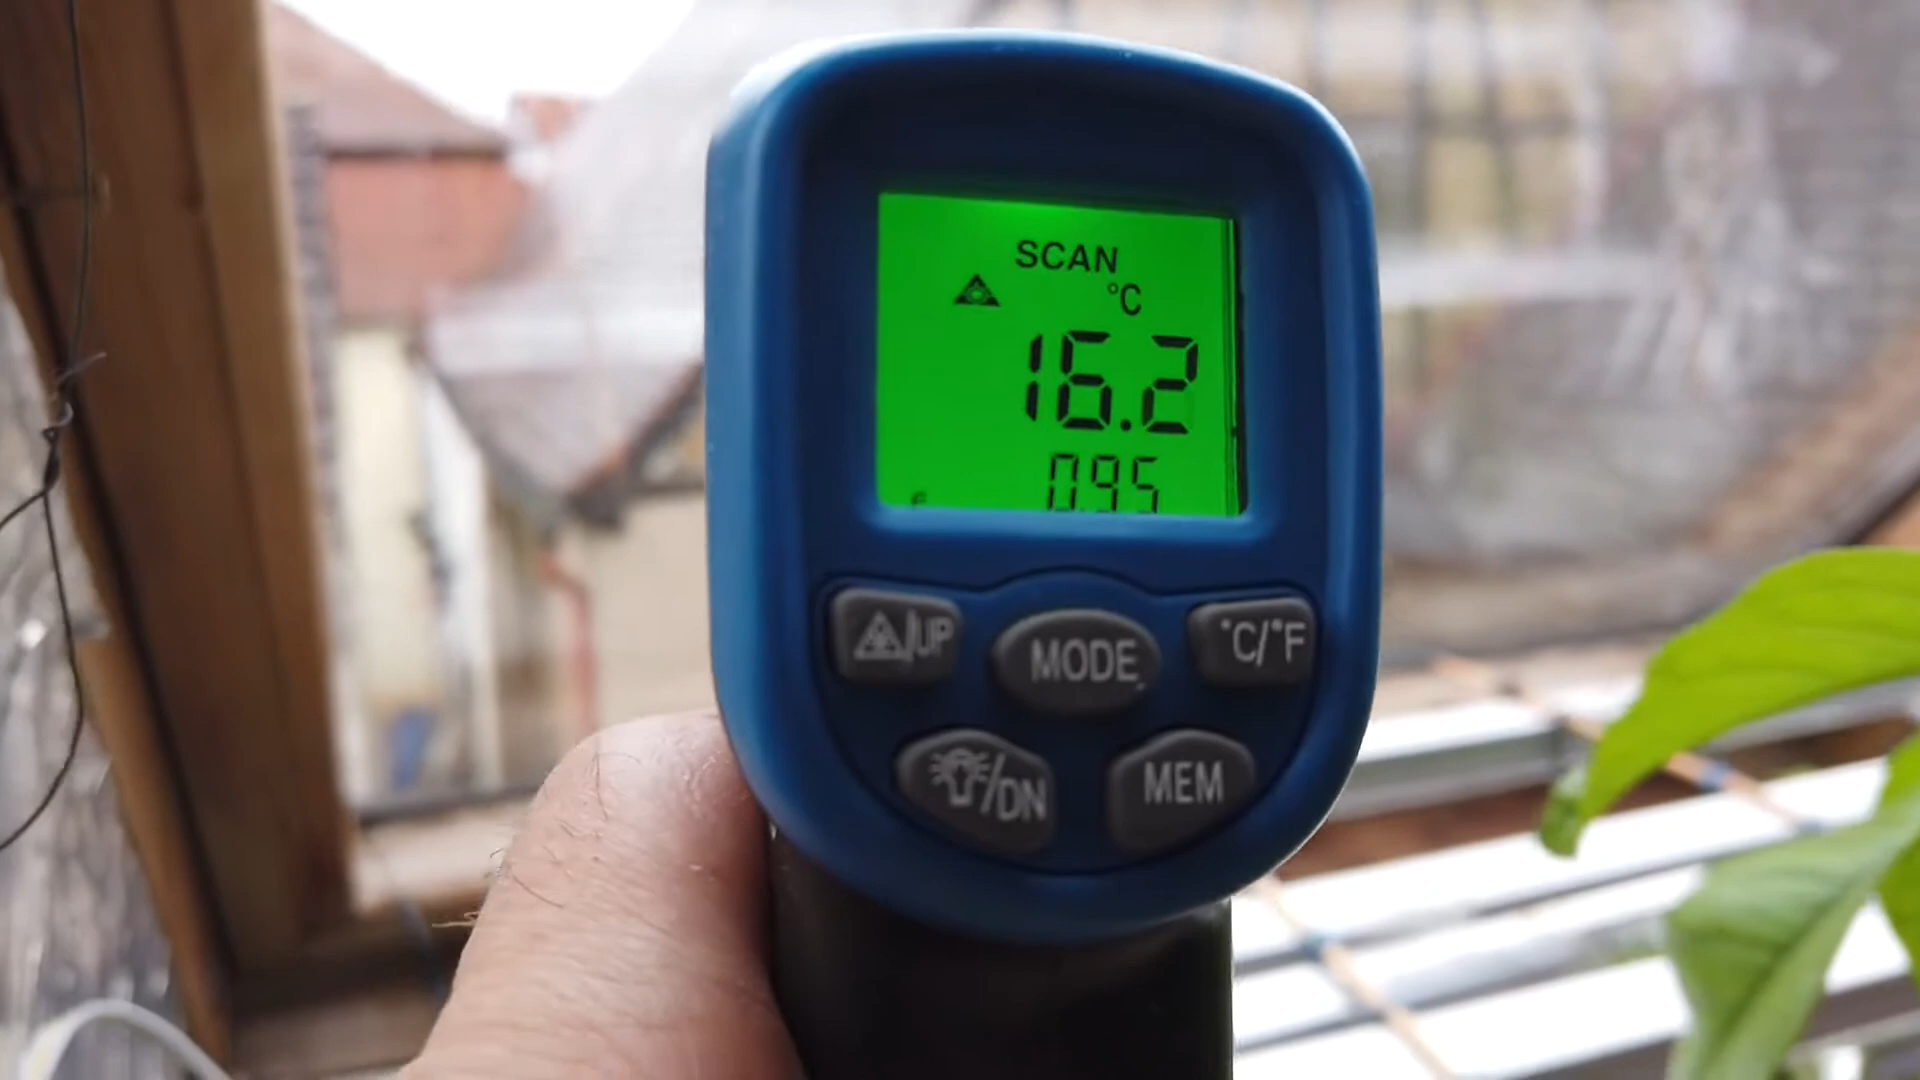 SCAN
°C
16.2
0.95
ε
/UP
MODE
°C/°F
/DN
MEM